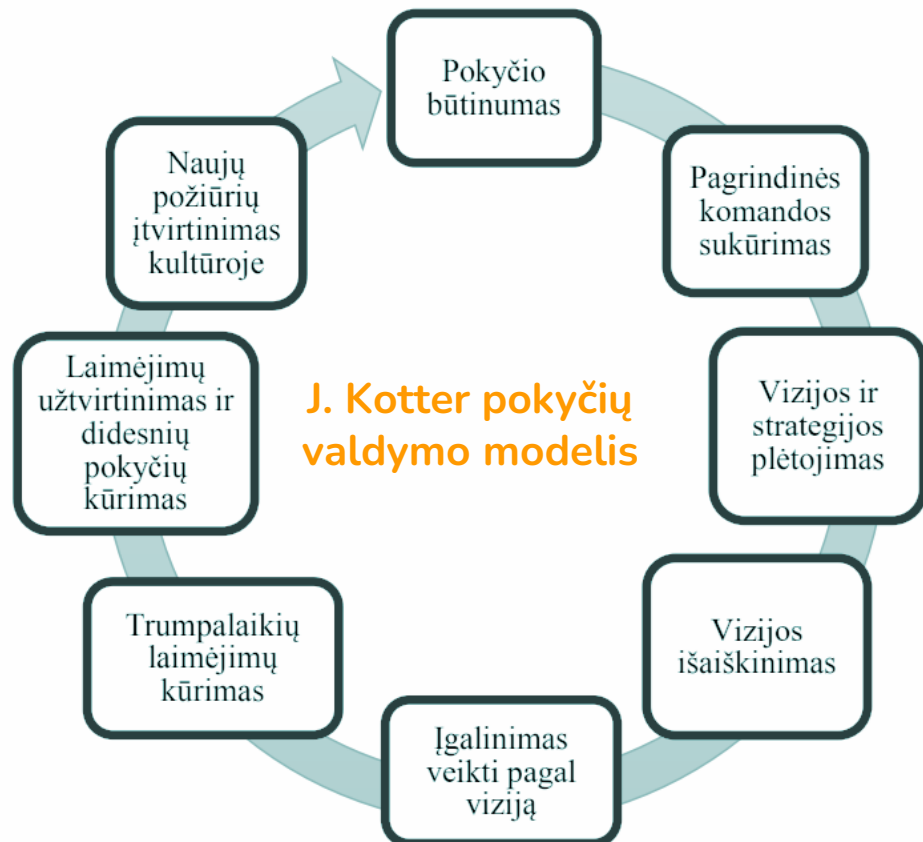 Pokyčio
būtinumas
Pagrindinės
komandos
sukūrimas
Vizijos ir
strategijos
plėtojimas
Vizijos
išaiškinimas
Įgalinimas
veikti pagal
viziją
Trumpalaikių
laimėjimų
kūrimas
Laimėjimų
užtvirtinimas ir
didesnių
pokyčių
kūrimas
Naujų
požiūrių
įtvirtinimas
kultūroje
J. Kotter pokyčių
valdymo modelis